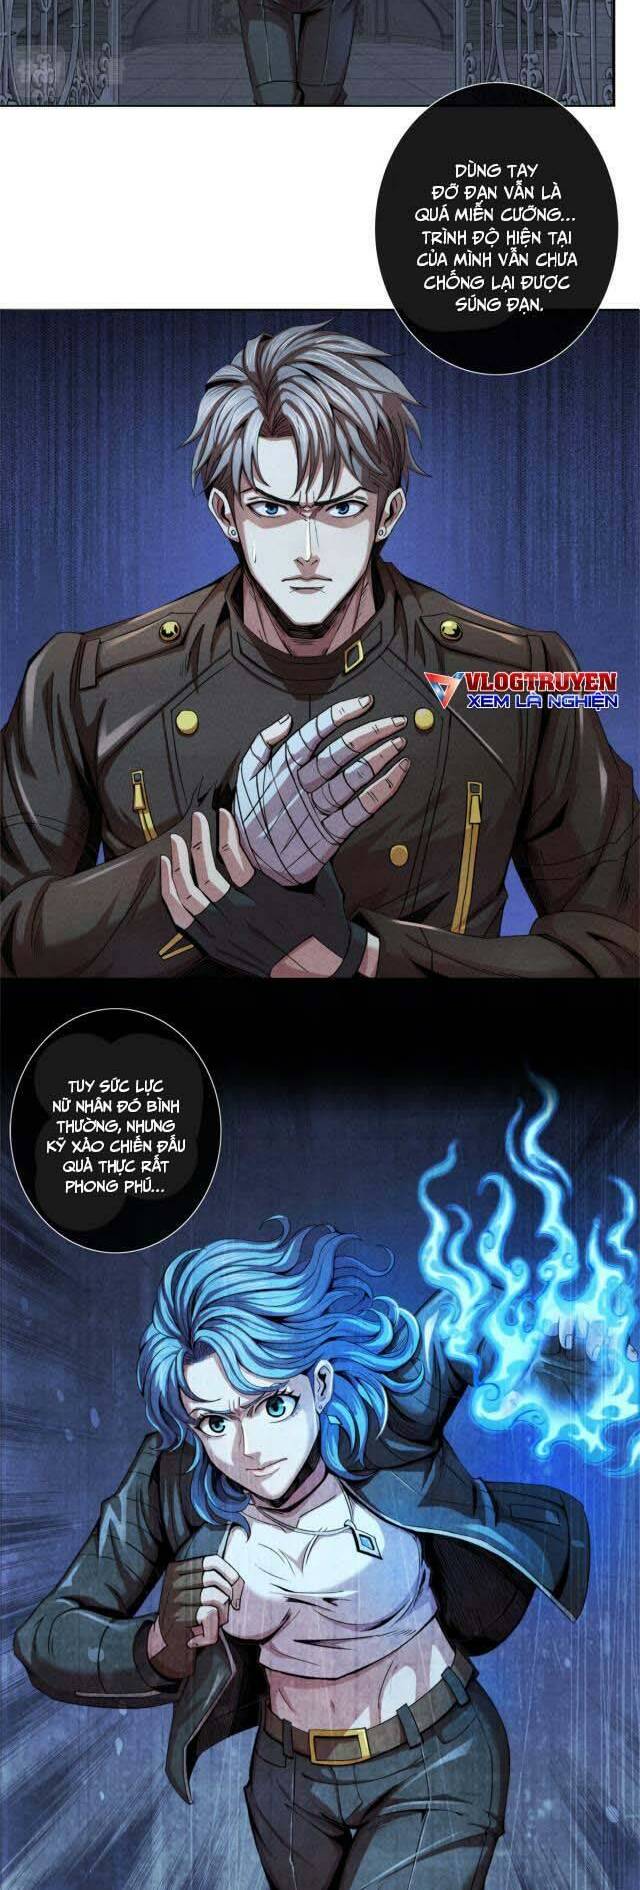 DÙNG TAY
ĐỠ ĐẠN VẪN LÀ
QUÁ MIỄN CƯỠNG...
TRÌNH ĐỘ HIỆN TẠI
CỦA MÌNH VẪN CHƯA
CHỐNG LẠI ĐƯỢC
SÚNG ĐẠN.
VLOGTRUYEN
XEM LÀ NGHIỆN
TUY SỨC LỰC
NỮ NHÂN ĐÓ BÌNH
THƯỜNG, NHƯNG
KỸ XẢO CHIẾN ĐẤU
QUẢ THỰC RẤT
PHONG PHÚ...